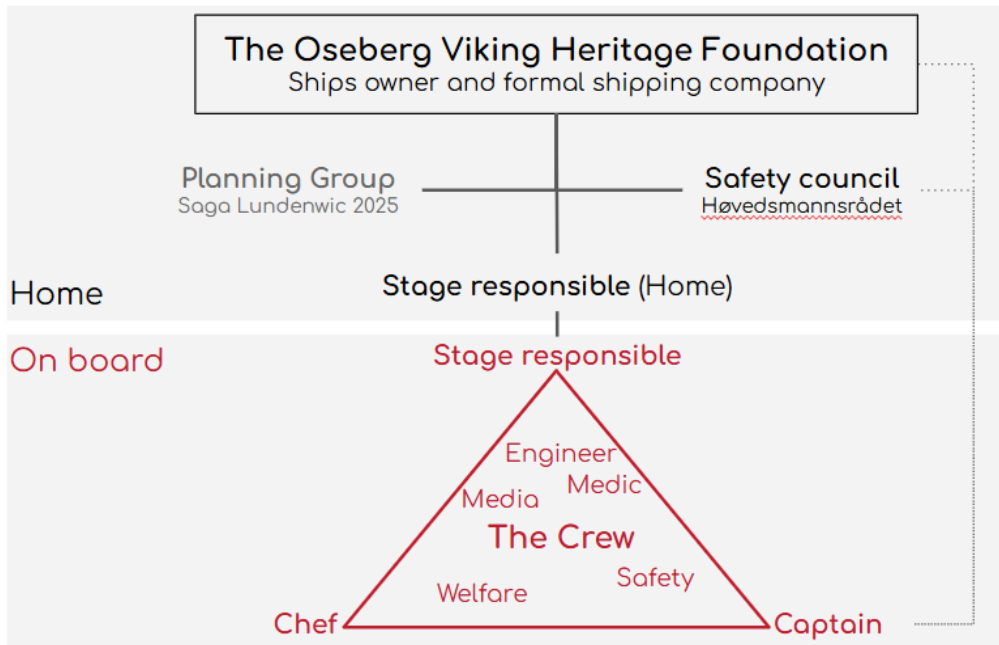 The Oseberg Viking Heritage Foundation
Ships owner and formal shipping company
Planning Group
Saga Lundenwic 2025
Safety council
Høvedsmannsrådet
Stage responsible (Home)
Home
On board
Stage responsible
Engineer
Medic
Media
The Crew
Safety
Welfare
Chef
Captain